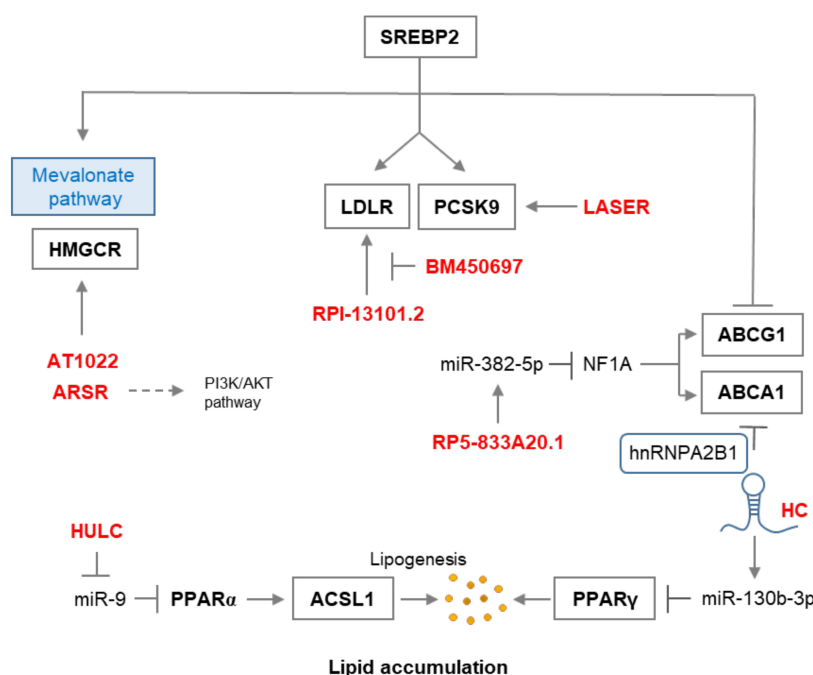 SREBP2
Mevalonate
pathway
HMGCR
LDLR
PCSK9
LASER
BM450697
RPI-13101.2
AT1022
ARSR
PI3K/AKT
pathway
miR-382-5p
NF1A
ABCG1
ABCA1
RP5-833A20.1
hnRNPA2B1
HC
HULC
Lipogenesis
miR-9
PPARα
ACSL1
PPARγ
miR-130b-3p
Lipid accumulation